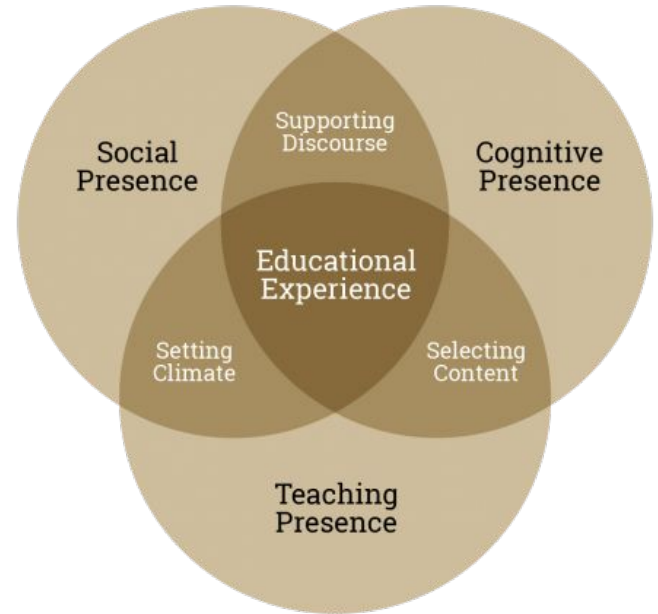 Supporting
Discourse
Social
Presence
Cognitive
Presence
Educational
Experience
Setting
Climate
Selecting
Content
Teaching
Presence